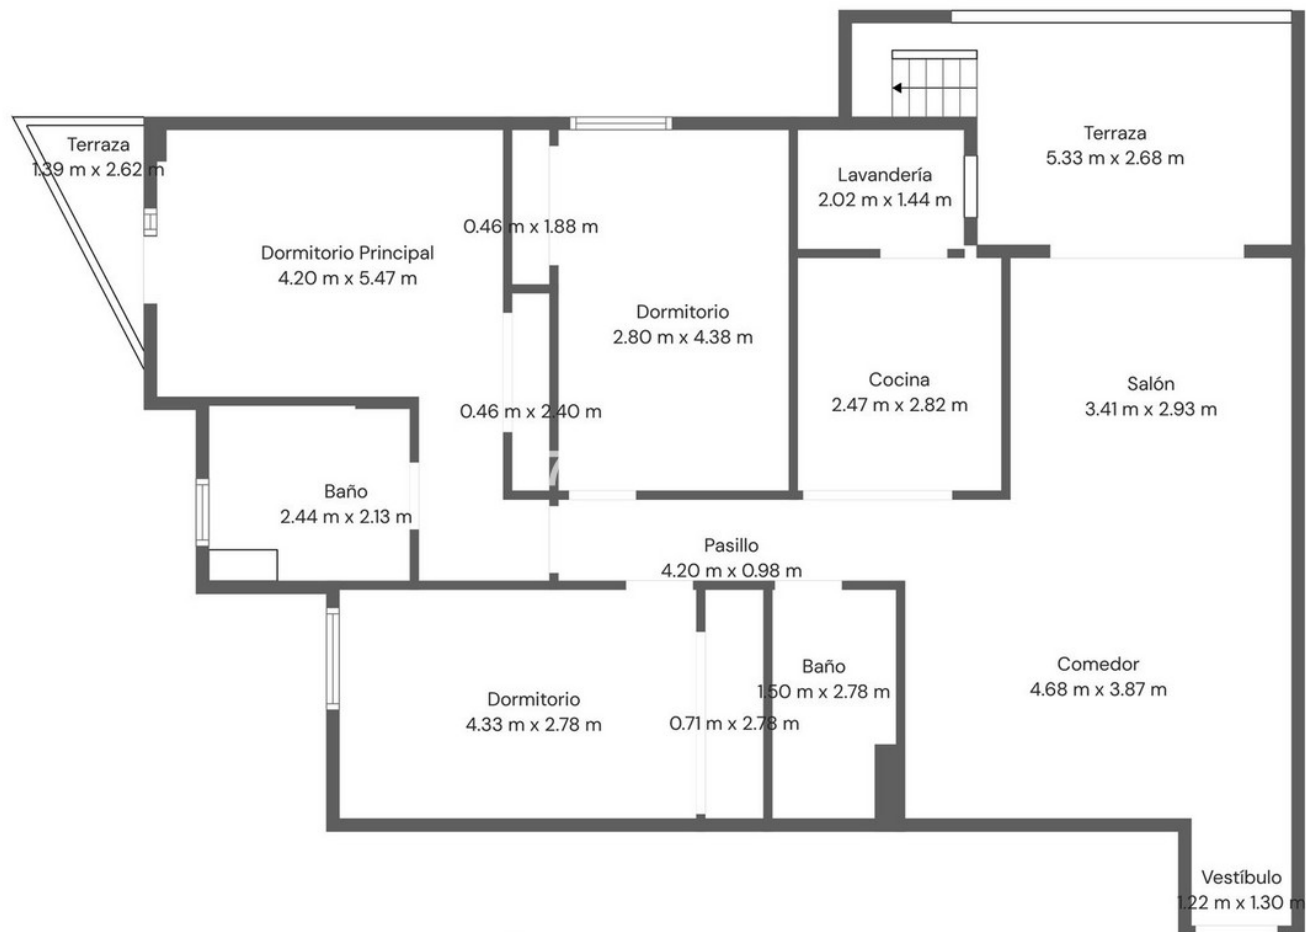 Terraza
1.39 m x 2.62 m
Terraza
5.33 m x 2.68 m
Lavandería
2.02 m x 1.44 m
0.46 m x 1.88 m
Dormitorio Principal
4.20 m x 5.47 m
Dormitorio
2.80 m x 4.38 m
Cocina
2.47 m x 2.82 m
Salón
3.41 m x 2.93 m
0.46 m x 2.40 m
Baño
2.44 m x 2.13 m
Pasillo
4.20 m x 0.98 m
Baño
1.50 m x 2.78 m
Comedor
4.68 m x 3.87 m
Dormitorio
4.33 m x 2.78 m
0.71 m x 2.78 m
Vestíbulo
1.22 m x 1.30 m